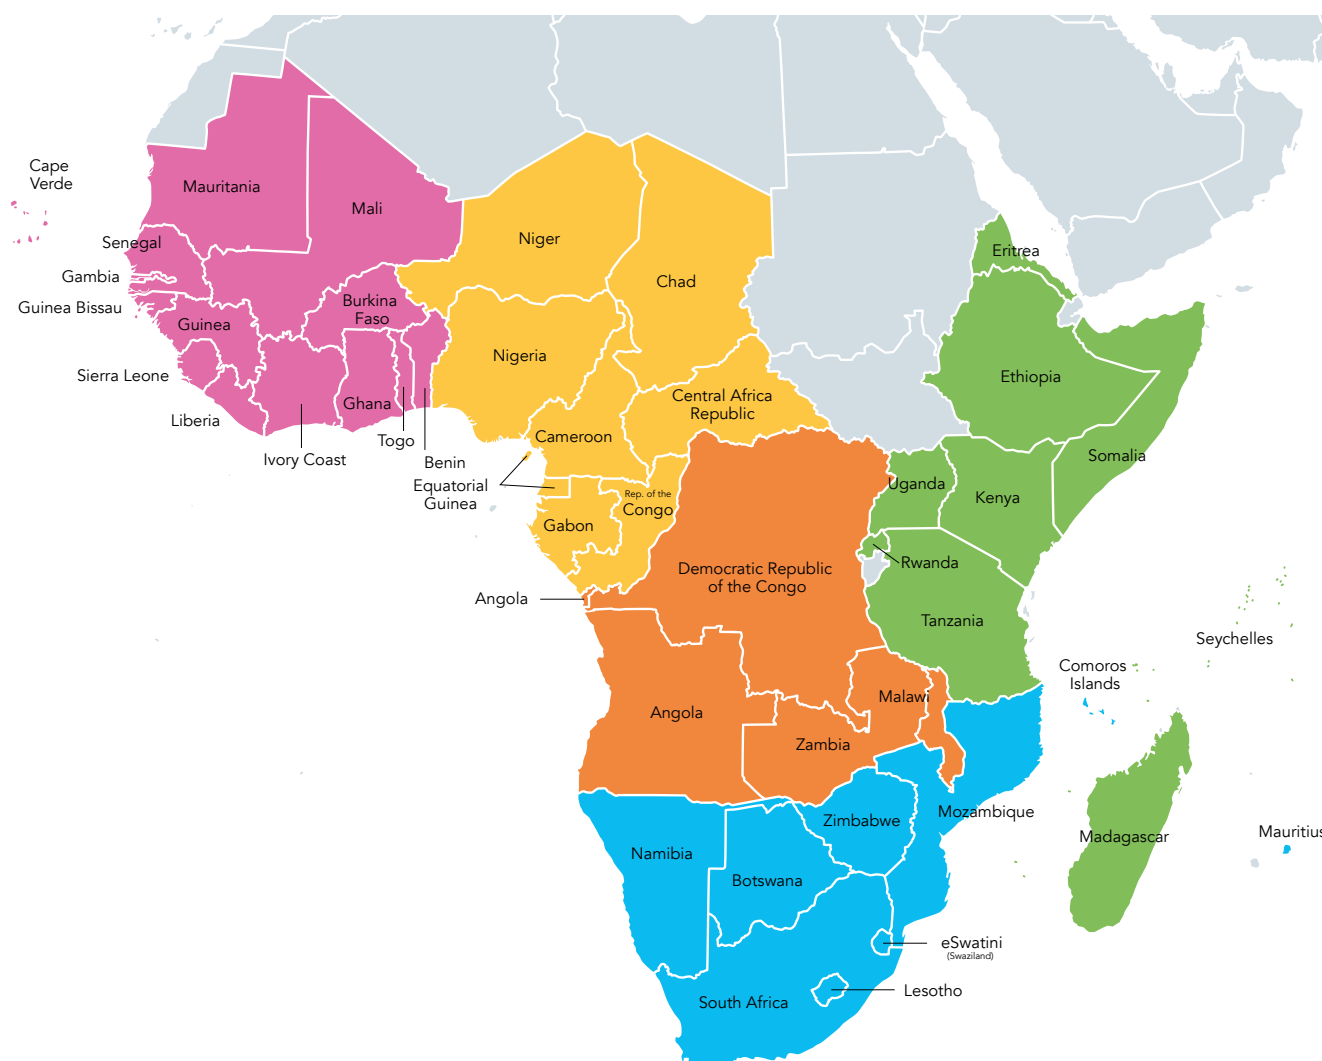 Cape
Verde
Mauritania
Mali
Niger
Chad
Senegal
Gambia
Guinea Bissau
Guinea
Burkina
Faso
Eritrea
Nigeria
Sierra Leone
Liberia
Ghana
Togo
Ivory Coast
Benin
Central Africa
Republic
Ethiopia
Cameroon
Equatorial
Guinea
Somalia
Uganda
Kenya
Rep. of the
Congo
Gabon
Rwanda
Democratic Republic
of the Congo
Angola
Tanzania
Seychelles
Comoros
Islands
Malawi
Angola
Zambia
Mozambique
Zimbabwe
Madagascar
Mauritius
Namibia
Botswana
eSwatini
(Swaziland)
Lesotho
South Africa